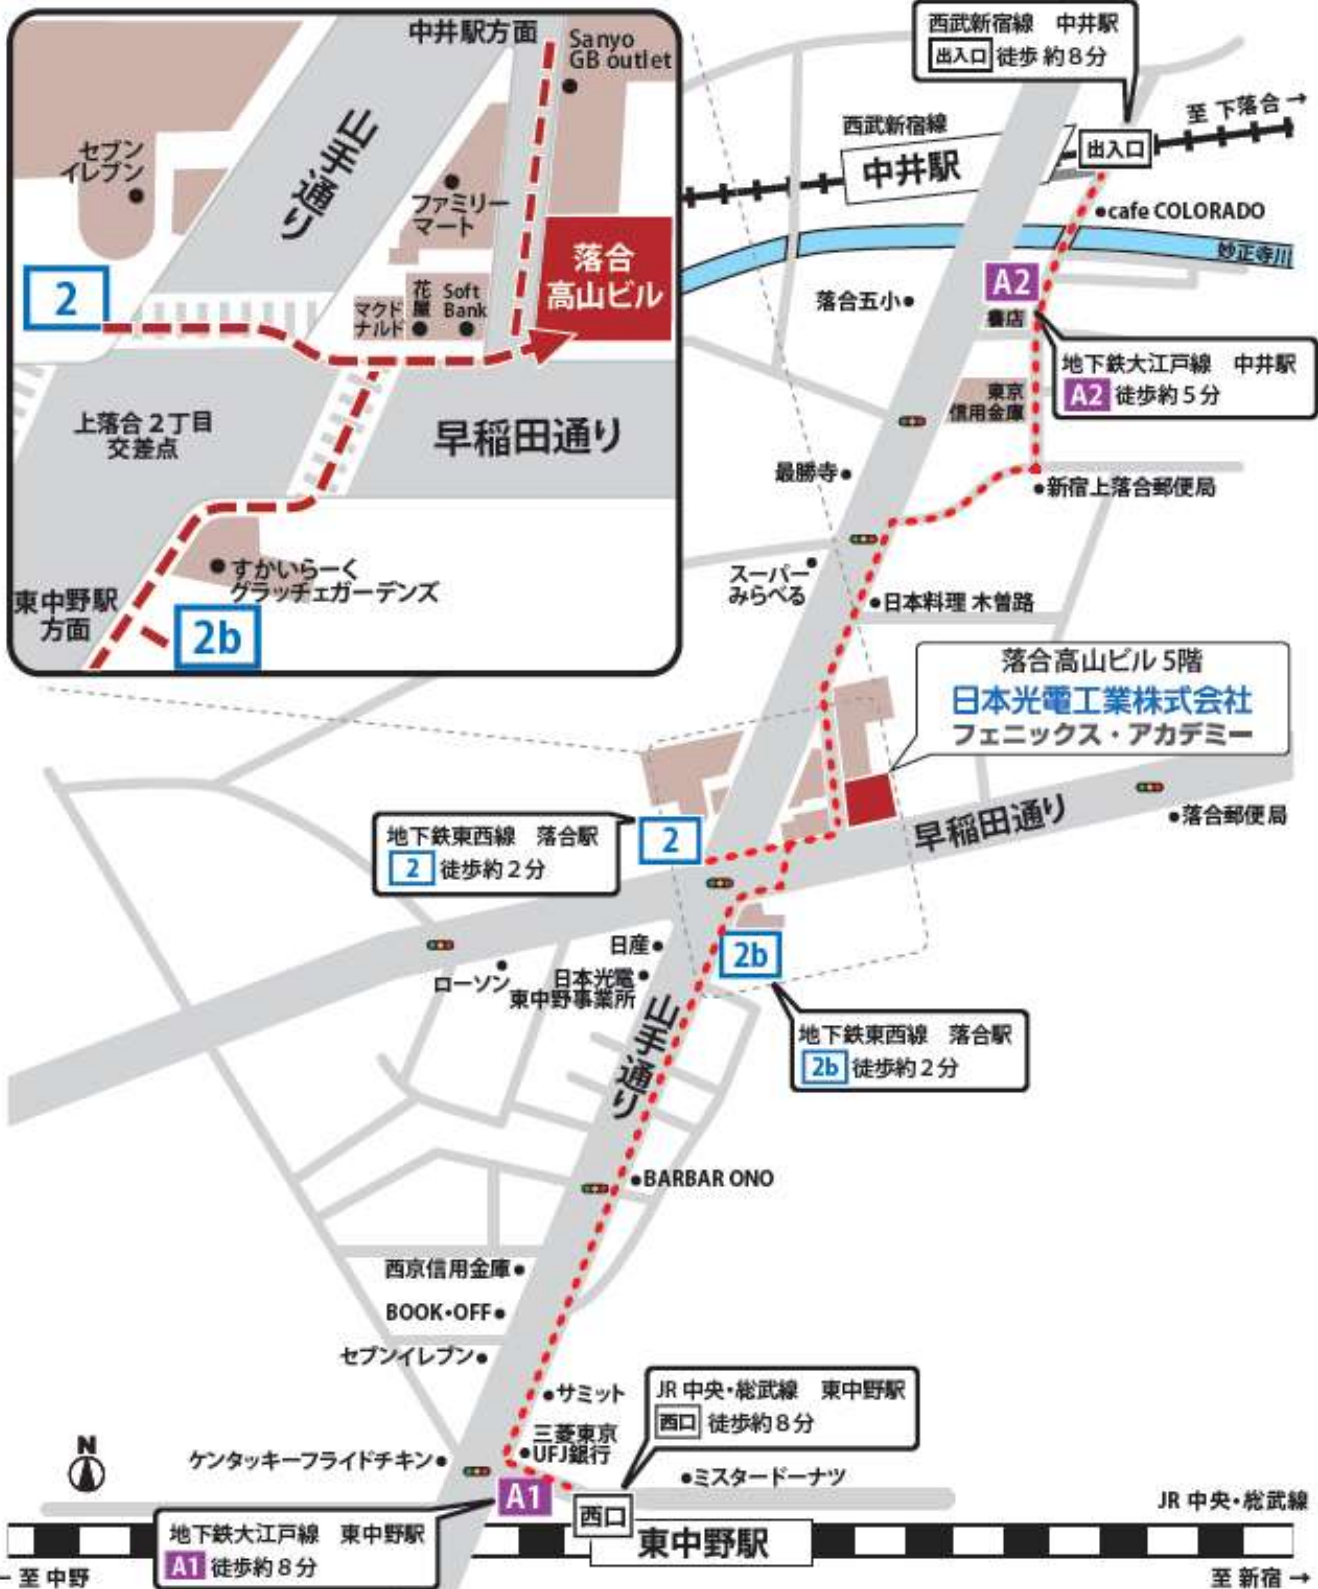 中井駅方面
Sanyo
GB outlet
セブン
イレブン
山手通り
ファミリー
マート
2
マクド
ナルド
花屋
Soft
Bank
落合
高山ビル
上落合2丁目
交差点
早稲田通り
すかいらーく
グラッチェガーデンズ
東中野駅
方面
2b
西武新宿線 中井駅
出入口 徒歩 約8分
至 下落合 →
西武新宿線
中井駅
出入口
cafe COLORADO
妙正寺川
A2
落合五小
書店
地下鉄大江戸線 中井駅
A2 徒歩約5分
東京
信用金庫
最勝寺
新宿上落合郵便局
スーパー
みらべる
日本料理 木曽路
落合高山ビル 5階
日本光電工業株式会社
フェニックス・アカデミー
地下鉄東西線 落合駅
2 徒歩約2分
2
早稲田通り
落合郵便局
日産
2b
ローソン
日本光電
東中野事業所
山手通り
地下鉄東西線 落合駅
2b 徒歩約2分
BARBAR ONO
西京信用金庫
BOOK・OFF
セブンイレブン
サミット
JR 中央・総武線 東中野駅
西口 徒歩約8分
三菱東京
UFJ銀行
N
ケンタッキーフライドチキン
ミスタードーナツ
A1
西口
JR 中央・総武線
地下鉄大江戸線 東中野駅
A1 徒歩約8分
東中野駅
← 至 中野
至 新宿 →